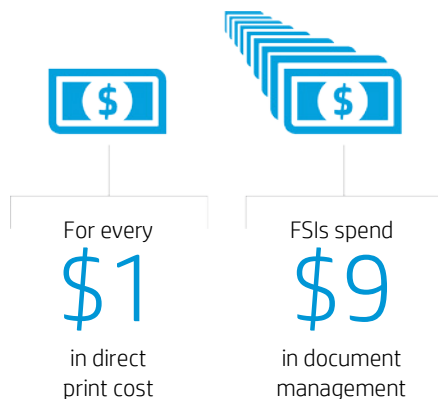 $
$
For every
$1
in direct
print cost
FSIs spend
$9
in document
management